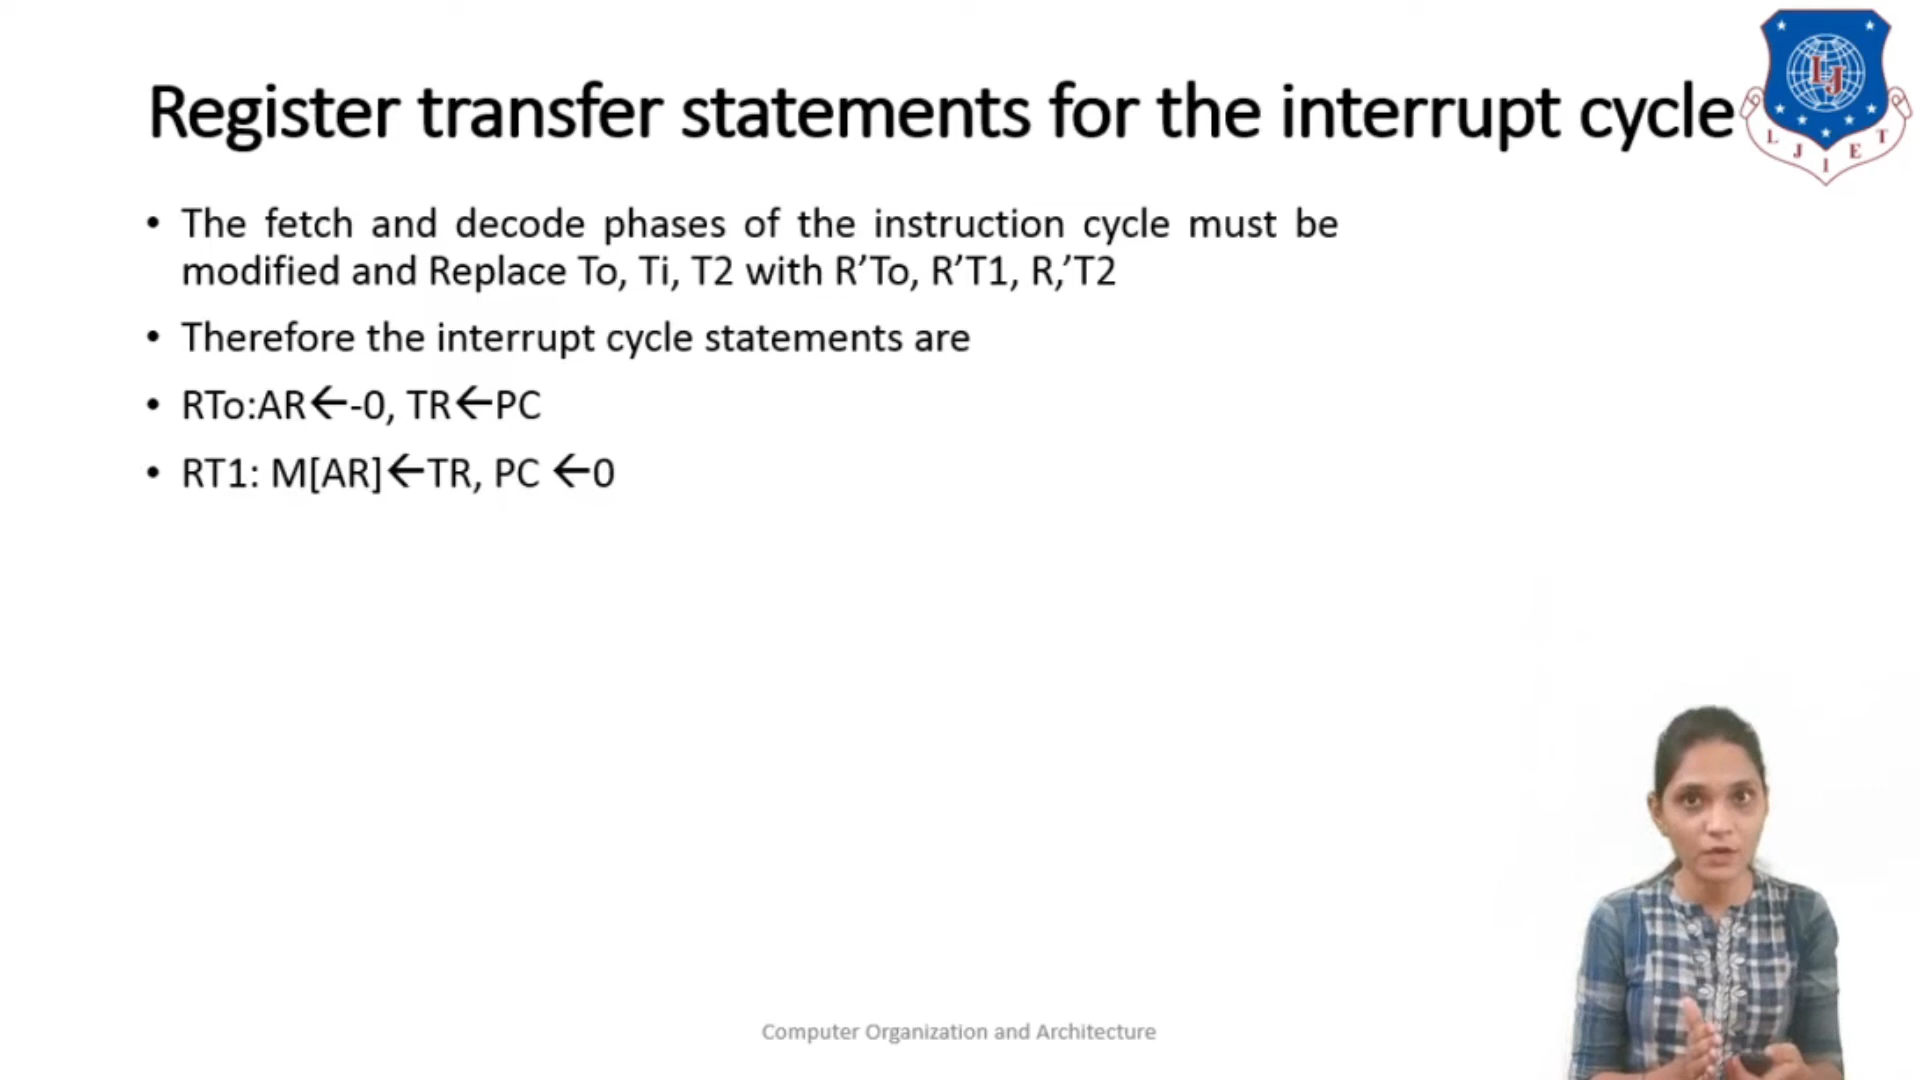 Register transfer statements for the interrupt cycle
L J I E T
• The fetch and decode phases of the instruction cycle must be
modified and Replace To, Ti, T2 with R’To, R’T1, R,’T2
• Therefore the interrupt cycle statements are
• RTo:AR←-0, TR←PC
• RT1: M[AR]←TR, PC ←0
Computer Organization and Architecture